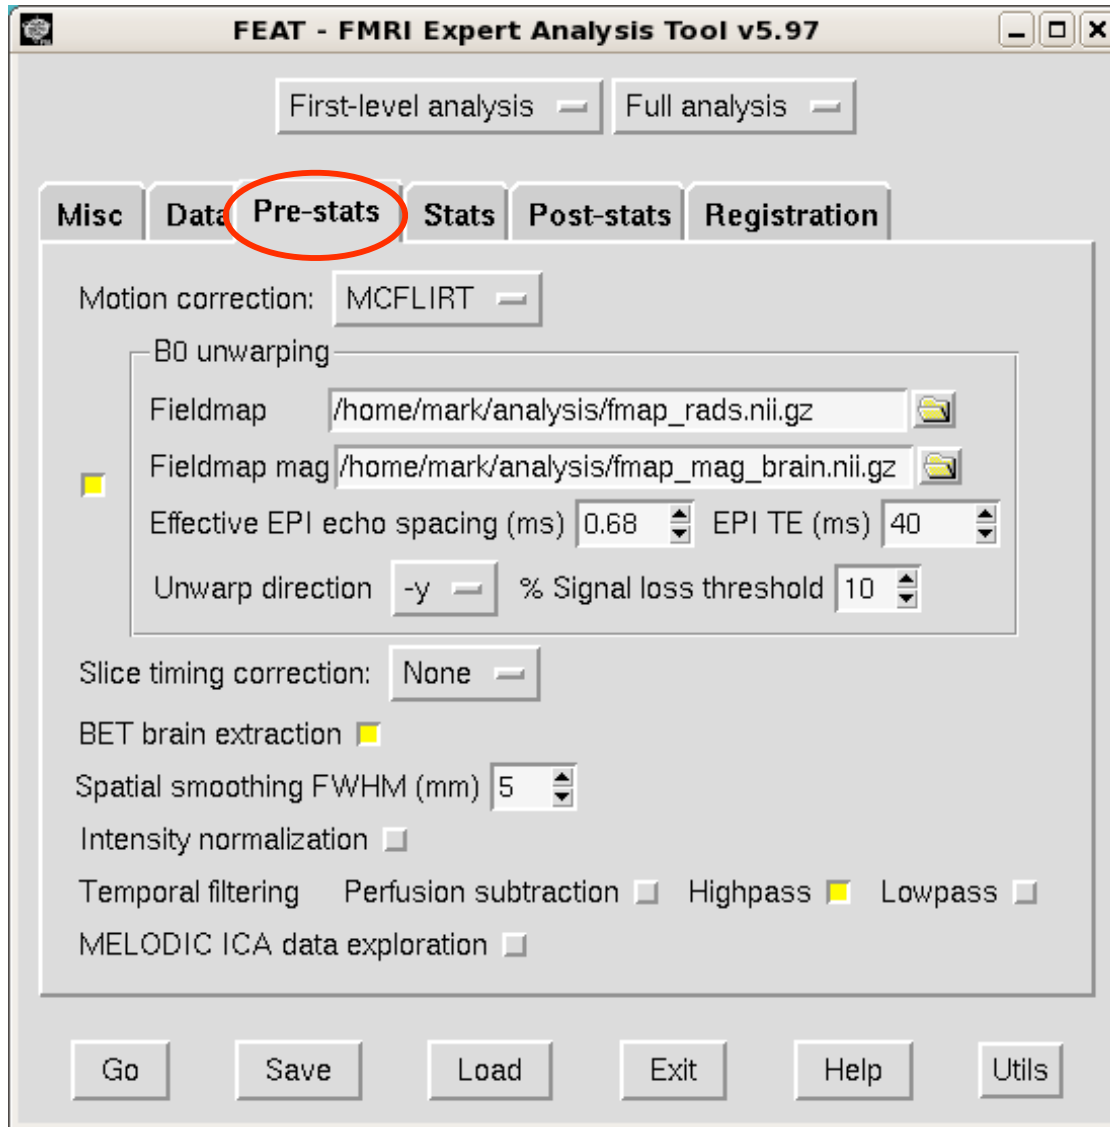 FEAT - FMRI Expert Analysis Tool v5.97
First-level analysis Full analysis
Misc Data Pre-stats Stats Post-stats Registration
Motion correction: MCFLIRT
B0 unwarping
Fieldmap /home/mark/analysis/fmap_rads.nii.gz
Fieldmap mag /home/mark/analysis/fmap_mag_brain.nii.gz
Effective EPI echo spacing (ms) 0.68 EPI TE (ms) 40
Unwarp direction -y % Signal loss threshold 10
Slice timing correction: None
BET brain extraction
Spatial smoothing FWHM (mm) 5
Intensity normalization
Temporal filtering Perfusion subtraction Highpass Lowpass
MELODIC ICA data exploration
Go Save Load Exit Help Utils